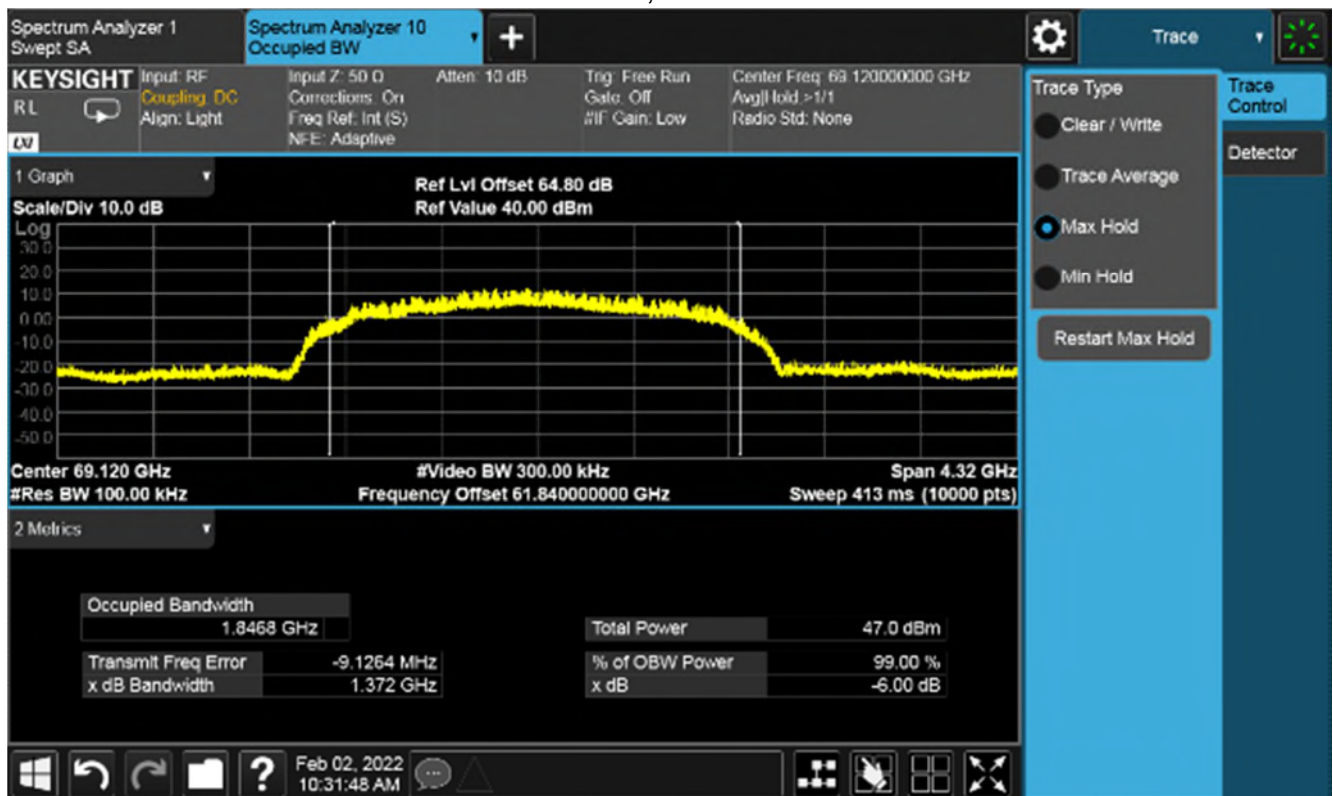 Spectrum Analyzer 1
Swept SA
Spectrum Analyzer 10
Occupied BW
+
Trace
KEYSIGHT
RL
LXI
Input: RF
Coupling: DC
Align: Light
Input Z: 50 Ω
Corrections: On
Freq Ref: Int (S)
NFE: Adaptive
Atten: 10 dB
Trig: Free Run
Gate: Off
#IF Gain: Low
Center Freq: 69.120000000 GHz
Avg|Hold:>1/1
Radio Std: None
Trace Type
Clear / Write
Trace Average
Max Hold
Min Hold
Restart Max Hold
Trace
Control
Detector
1 Graph
Scale/Div 10.0 dB
Ref Lvl Offset 64.80 dB
Ref Value 40.00 dBm
Log
30.0
20.0
10.0
0.00
-10.0
-20.0
-30.0
-40.0
-50.0
Center 69.120 GHz
#Video BW 300.00 kHz
Span 4.32 GHz
#Res BW 100.00 kHz
Frequency Offset 61.840000000 GHz
Sweep 413 ms (10000 pts)
2 Metrics
Occupied Bandwidth
1.8468 GHz
Total Power 47.0 dBm
Transmit Freq Error -9.1264 MHz
% of OBW Power 99.00 %
x dB Bandwidth 1.372 GHz
x dB -6.00 dB
?
Feb 02, 2022
10:31:48 AM